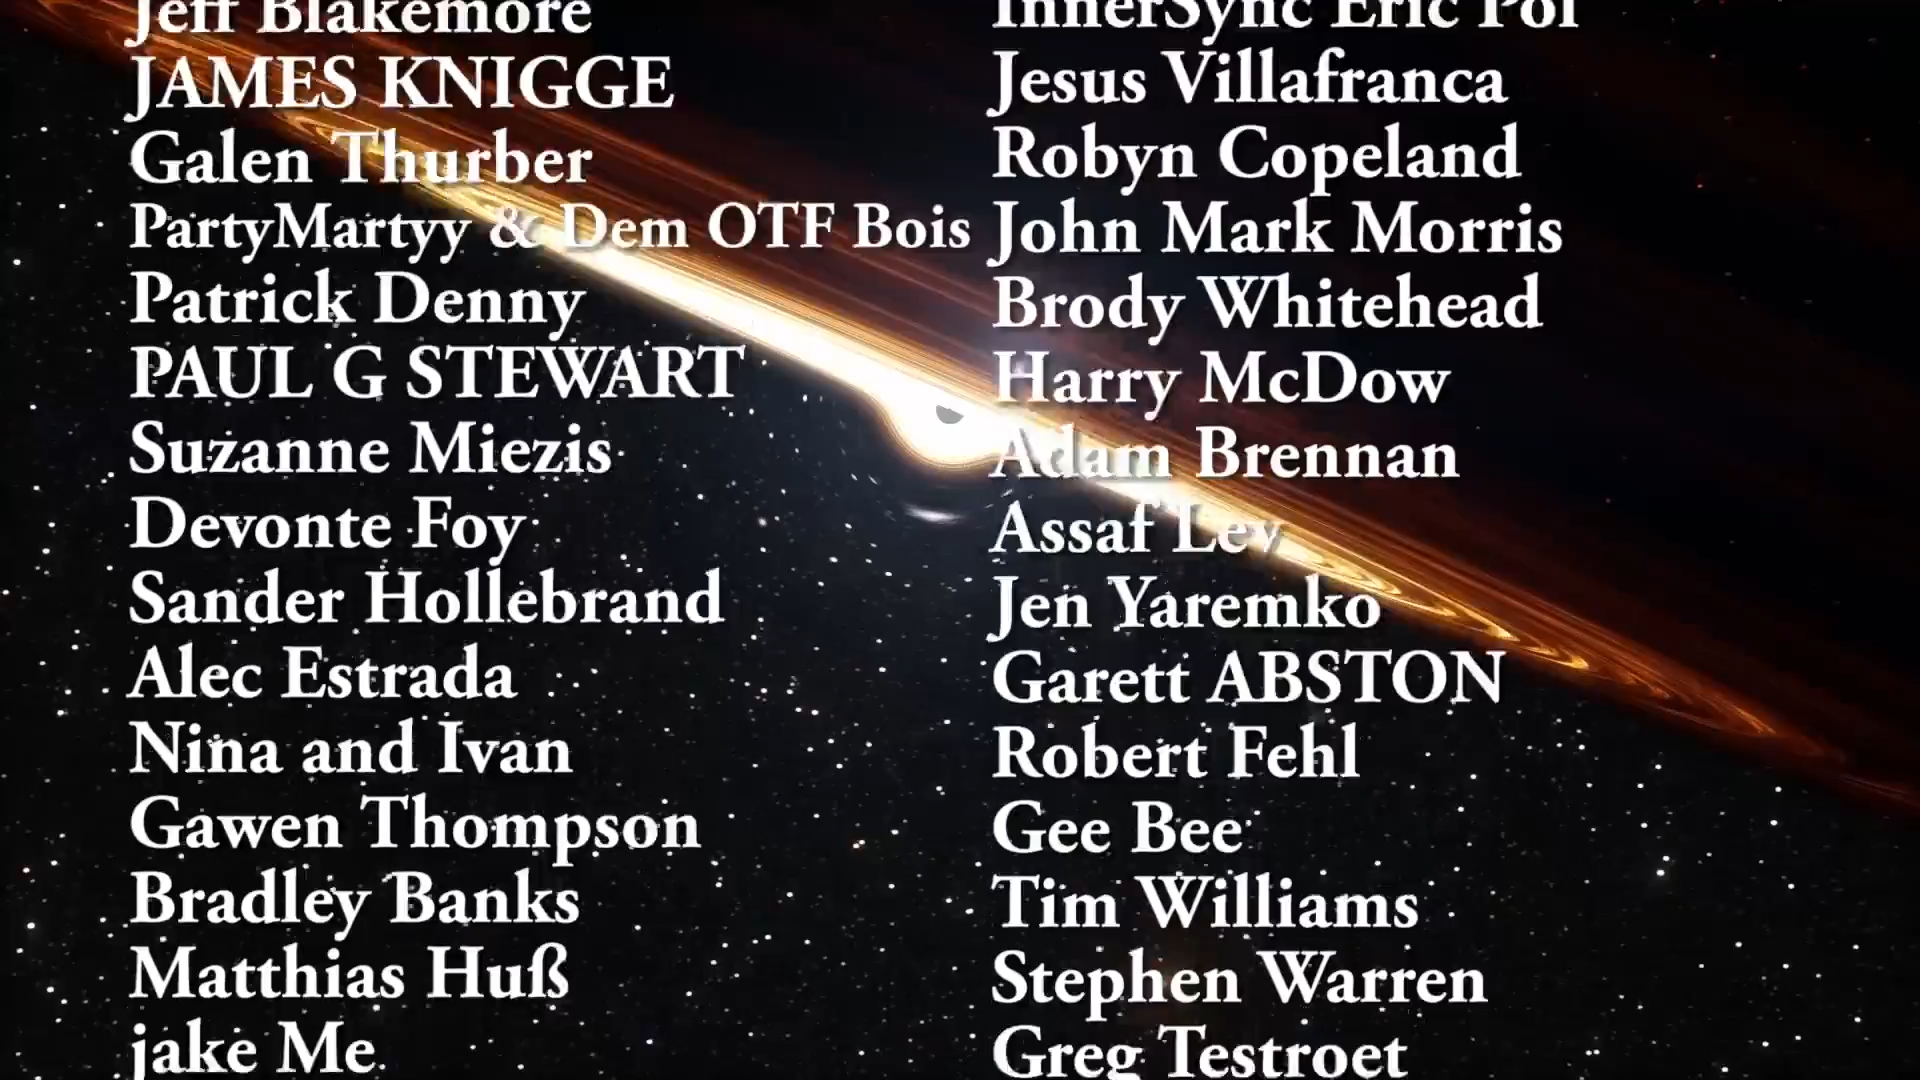 Jeff Blakemore
JAMES KNIGGE
Galen Thurber
PartyMartyy & Dem OTF Bois
Patrick Denny
PAUL G STEWART
Suzanne Miezis
Devonte Foy
Sander Hollebrand
Alec Estrada
Nina and Ivan
Gawen Thompson
Bradley Banks
Matthias Huß
jake Me
InnerSync Eric Pol
Jesus Villafranca
Robyn Copeland
John Mark Morris
Brody Whitehead
Harry McDow
Adam Brennan
Assaf Lev
Jen Yaremko
Garett ABSTON
Robert Fehl
Gee Bee
Tim Williams
Stephen Warren
Greg Testroet